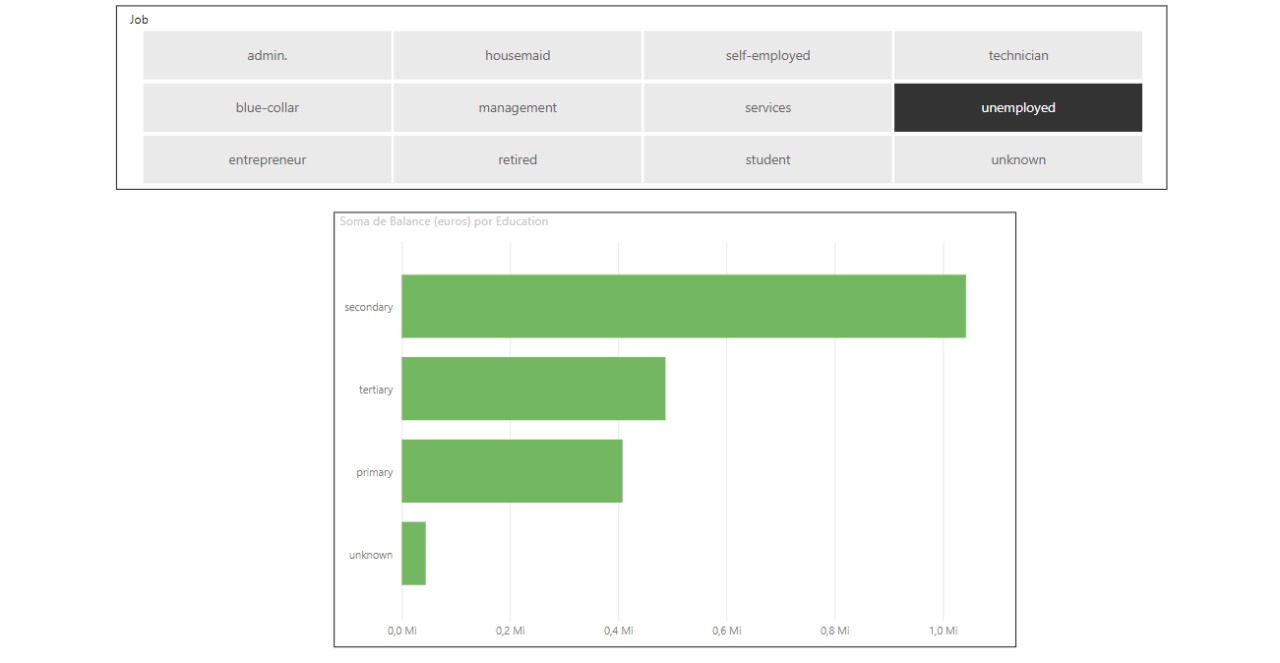 Job
admin. housemaid self-employed technician
blue-collar management services unemployed
entrepreneur retired student unknown
Soma de Balance (euros) por Education
secondary
tertiary
primary
unknown
0,0 Mi 0,2 Mi 0,4 Mi 0,6 Mi 0,8 Mi 1,0 Mi